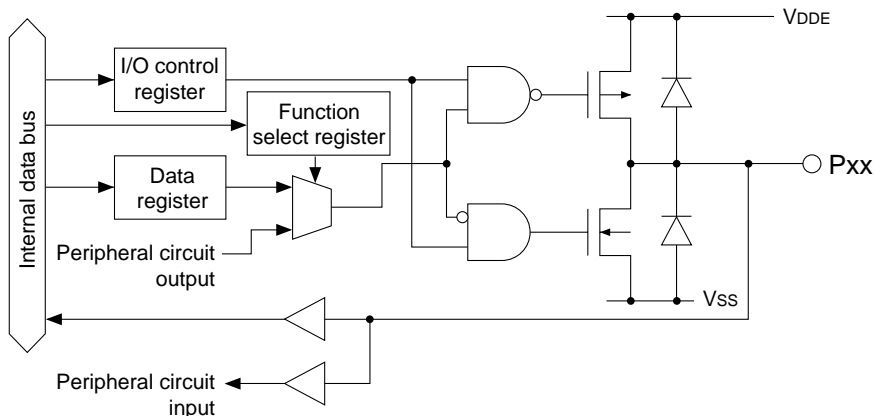 VDDE
I/O control
register
Function
select register
Internal data bus
Data
register
Pxx
Peripheral circuit
output
VSS
Peripheral circuit
input